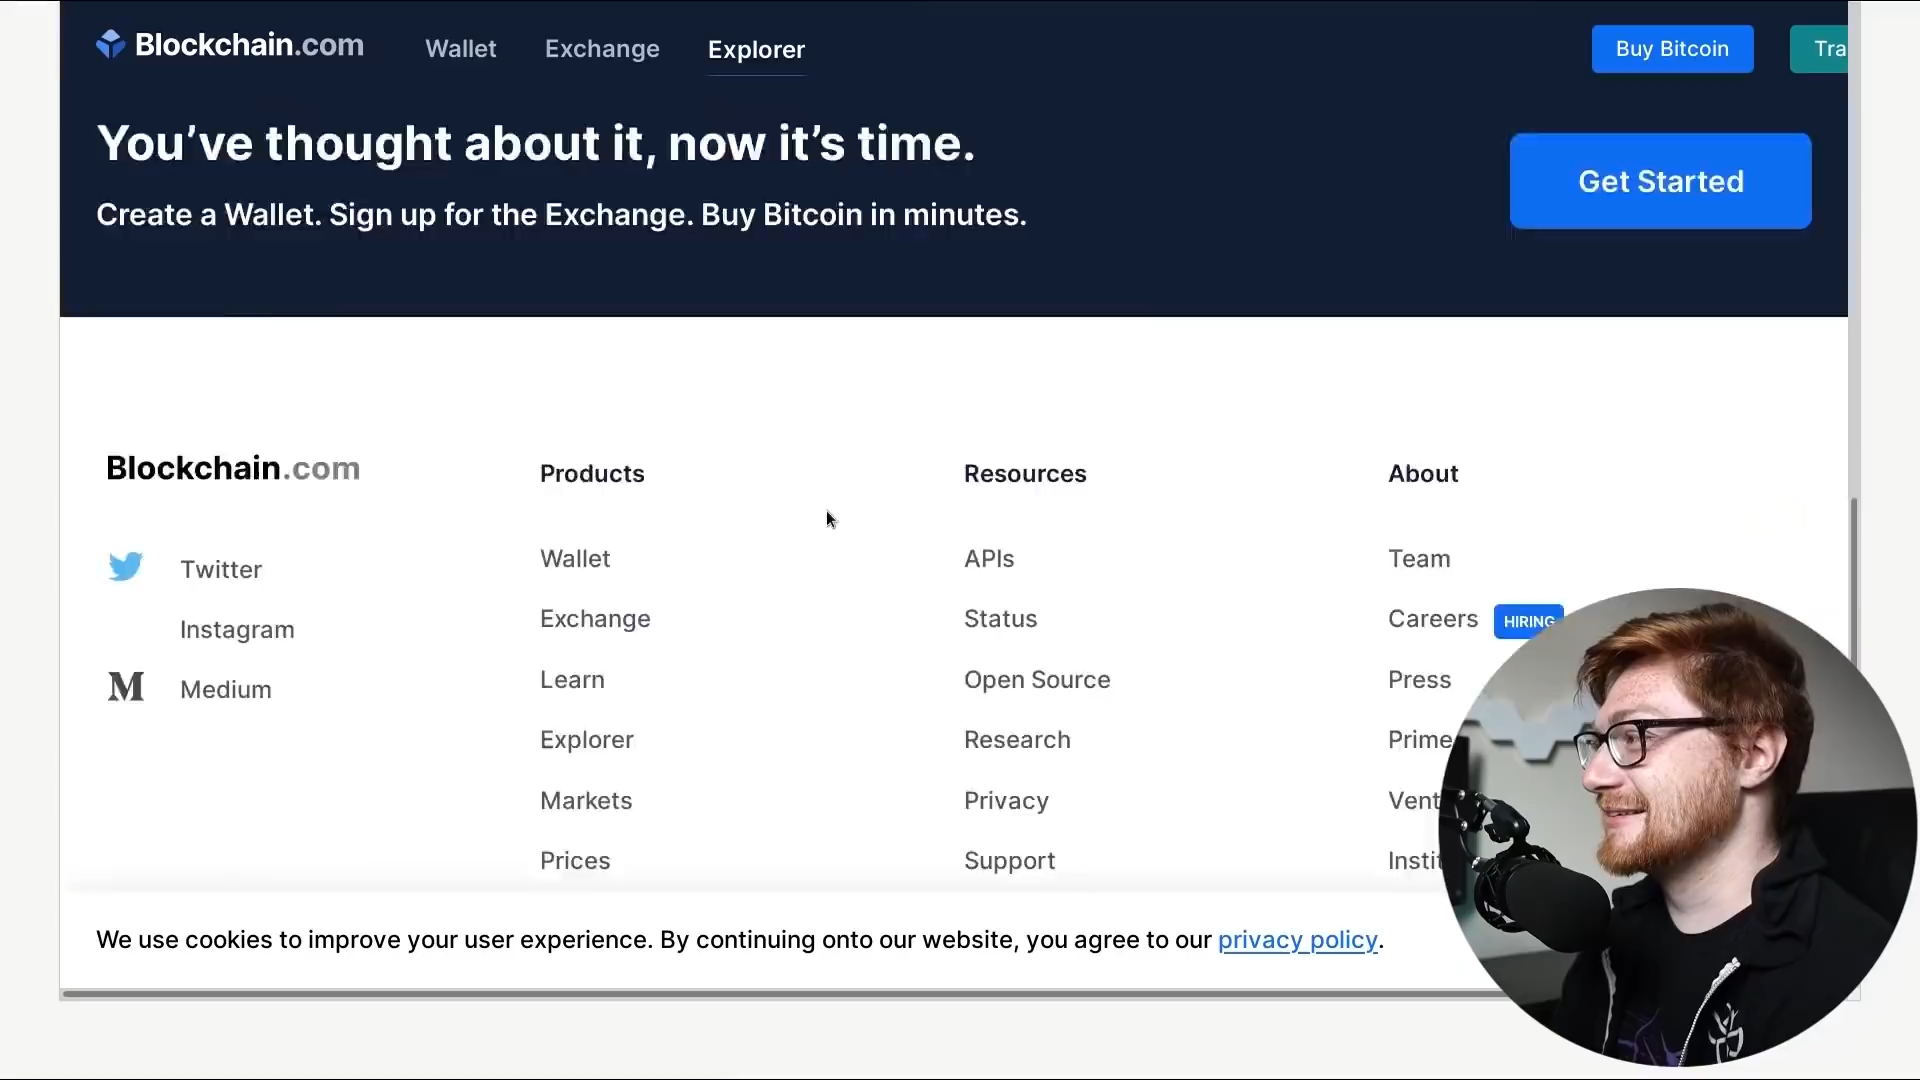 Blockchain.com
Wallet
Exchange
Explorer
Buy Bitcoin
You’ve thought about it, now it’s time.
Create a Wallet. Sign up for the Exchange. Buy Bitcoin in minutes.
Get Started
Blockchain.com
Twitter
Instagram
M Medium
Products
Wallet
Exchange
Learn
Explorer
Markets
Prices
Resources
APIs
Status
Open Source
Research
Privacy
Support
About
Team
Careers HIRING
Press
Prime
We use cookies to improve your user experience. By continuing onto our website, you agree to our privacy policy.